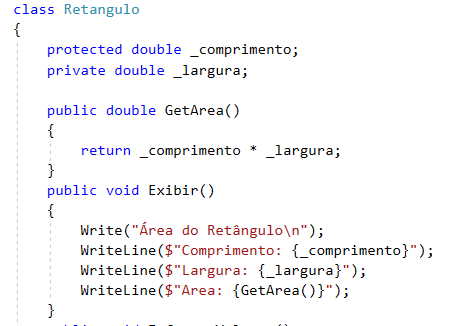 class Retangulo
{
protected double _comprimento;
private double _largura;
public double GetArea()
{
return _comprimento * _largura;
}
public void Exibir()
{
Write("Área do Retângulo\n");
WriteLine($"Comprimento: {_comprimento}");
WriteLine($"Largura: {_largura}");
WriteLine($"Area: {GetArea()}");
}